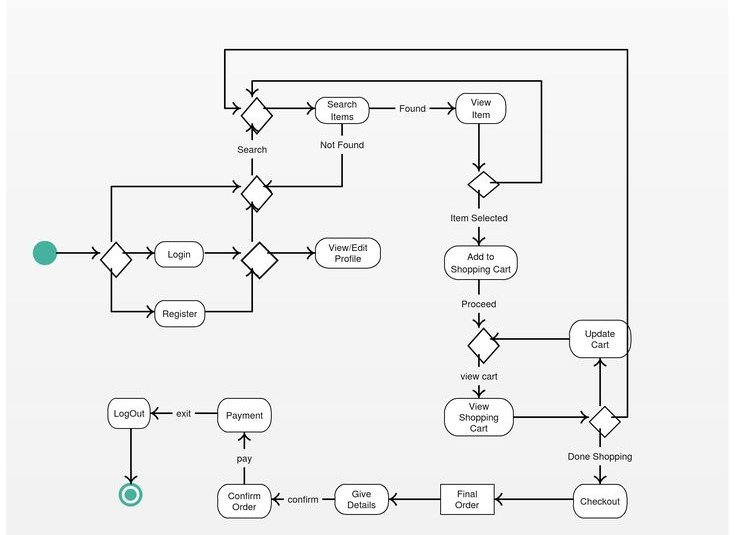 Search
Items
Found
View
Item
Not Found
Search
Item Selected
Login
View/Edit
Profile
Add to
Shopping Cart
Proceed
Register
Update
Cart
view cart
LogOut
exit
Payment
View
Shopping
Cart
pay
Done Shopping
Confirm
Order
confirm
Give
Details
Final
Order
Checkout